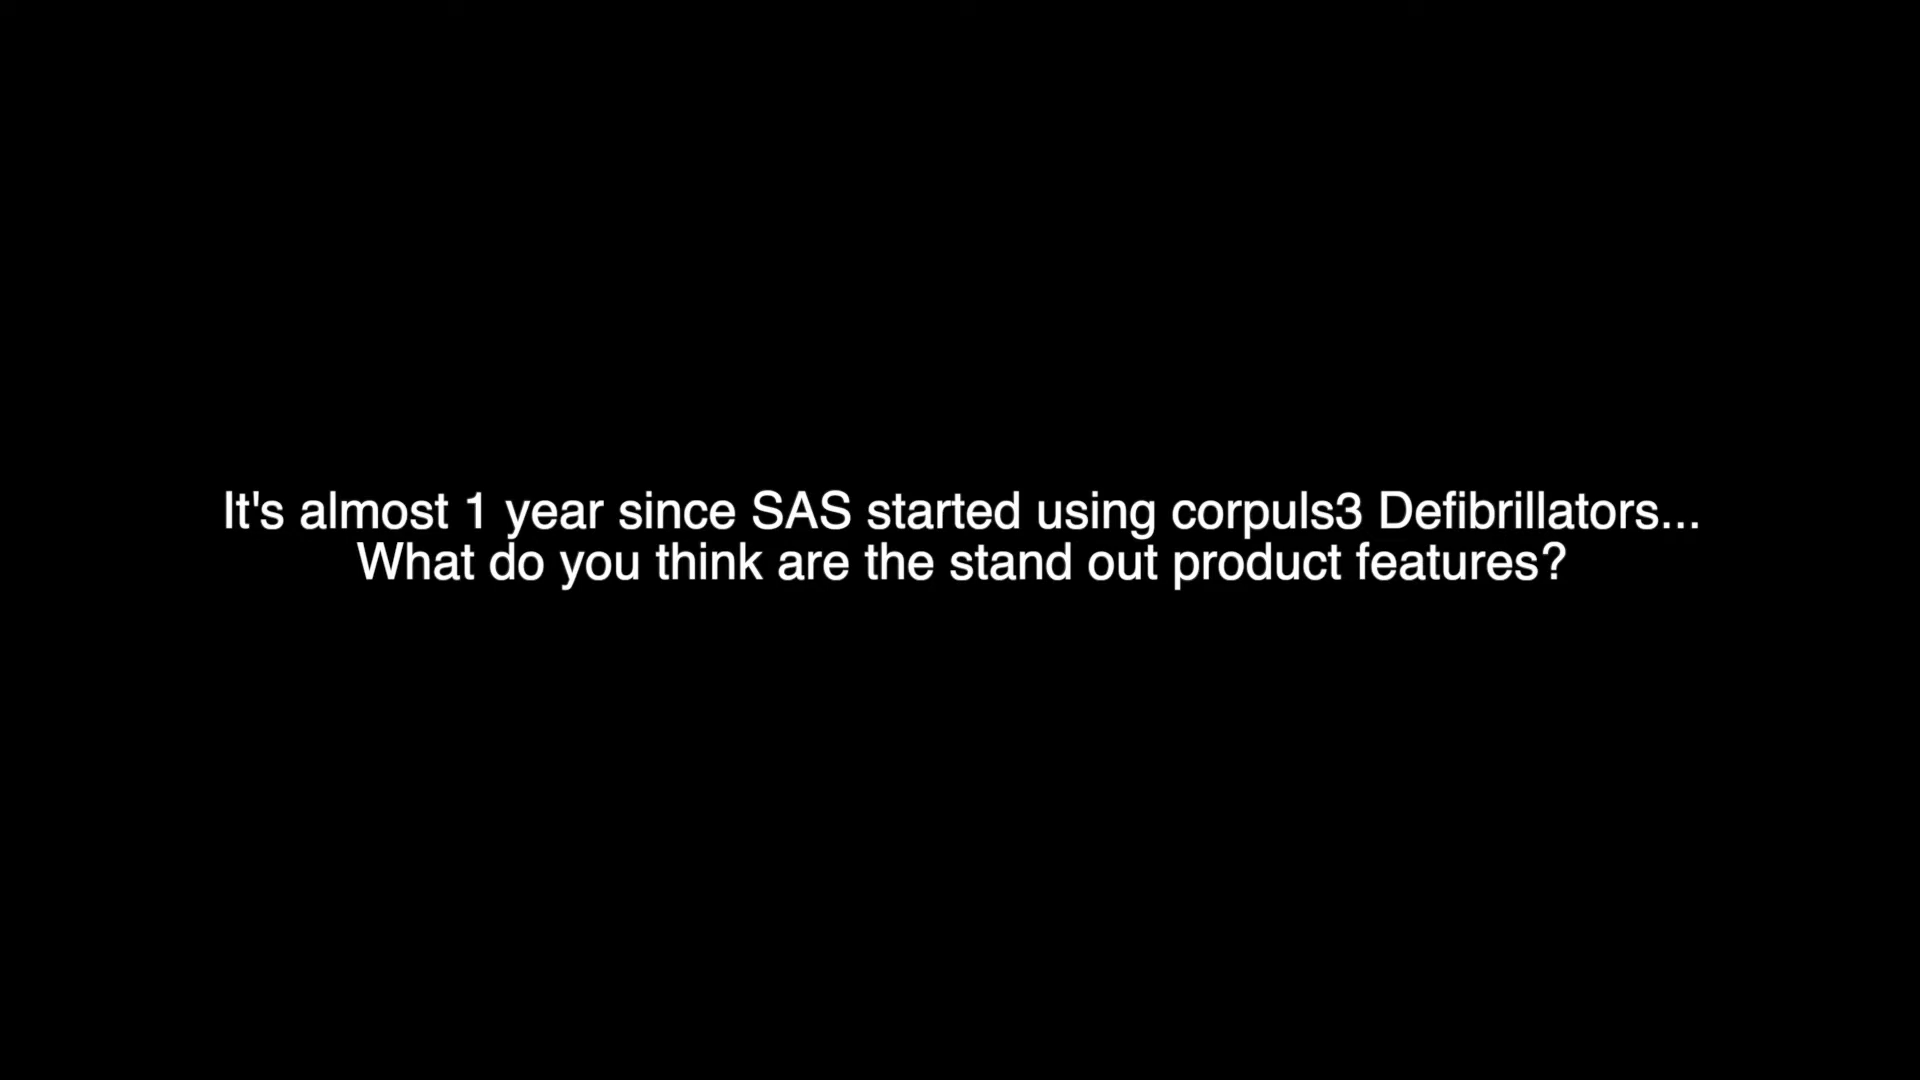 It's almost 1 year since SAS started using corpuls3 Defibrillators...
What do you think are the stand out product features?